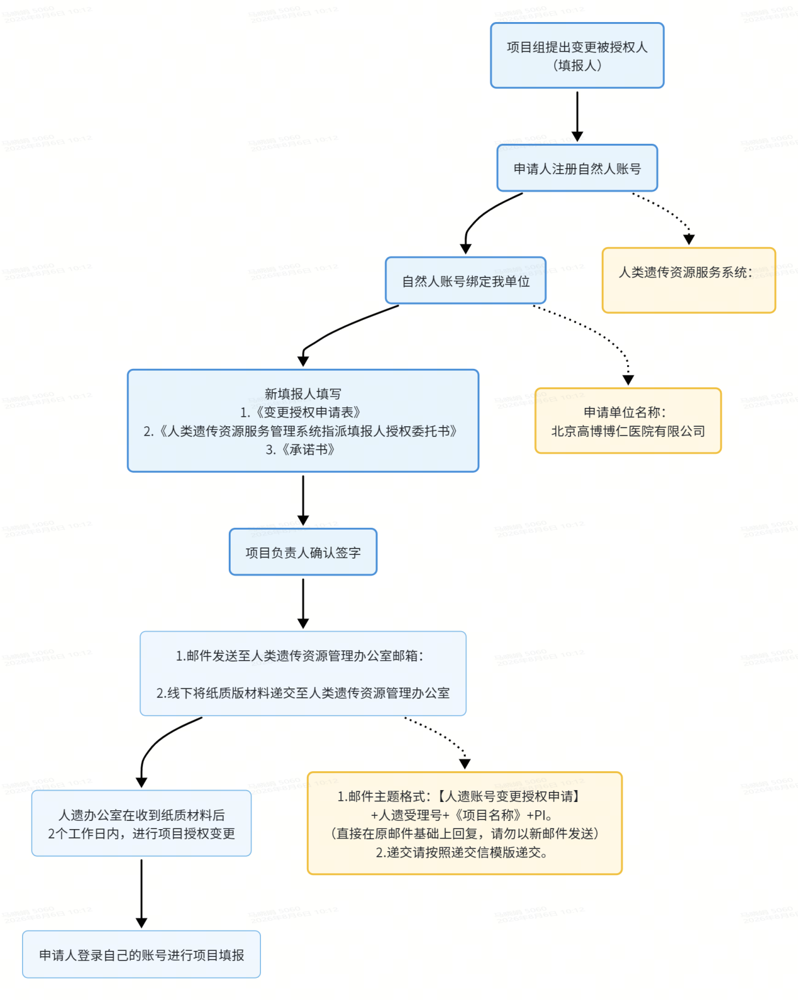 项目组提出变更被授权人
（填报人）
申请人注册自然人账号
自然人账号绑定我单位
人类遗传资源服务系统：
新填报人填写
1.《变更授权申请表》
2.《人类遗传资源服务管理系统指派填报人授权委托书》
3.《承诺书》
申请单位名称：
北京高博博仁医院有限公司
项目负责人确认签字
1.邮件发送至人类遗传资源管理办公室邮箱：
2.线下将纸质版材料递交至人类遗传资源管理办公室
人遗办公室在收到纸质材料后
2个工作日内，进行项目授权变更
1.邮件主题格式：【人遗账号变更授权申请】
+人遗受理号+《项目名称》+PI。
（直接在原邮件基础上回复，请勿以新邮件发送）
2.递交请按照递交信模版递交。
申请人登录自己的账号进行项目填报